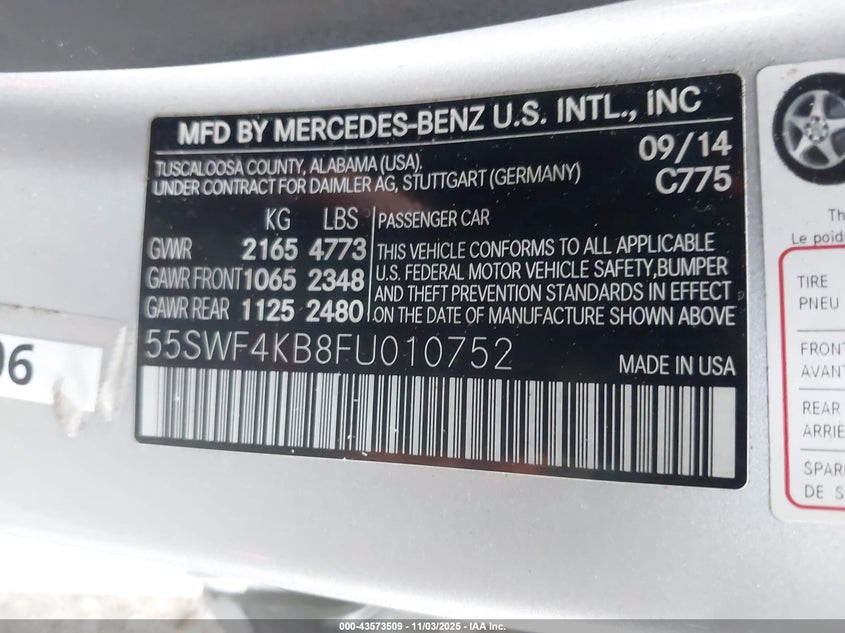 MFD BY MERCEDES-BENZ U.S. INTL., INC
TUSCALOOSA COUNTY, ALABAMA (USA). 09/14
UNDER CONTRACT FOR DAIMLER AG, STUTTGART (GERMANY) C775
KG LBS PASSENGER CAR
GVWR 2165 4773
GAWR FRONT 1065 2348
GAWR REAR 1125 2480
THIS VEHICLE CONFORMS TO ALL APPLICABLE
U.S. FEDERAL MOTOR VEHICLE SAFETY, BUMPER
AND THEFT PREVENTION STANDARDS IN EFFECT
ON THE DATE OF MANUFACTURE SHOWN ABOVE
55SWF4KB8FU010752
MADE IN USA
06
Th
Le poids
TIRE
PNEU
FRONT
AVANT
REAR
ARRIÈ
SPAR
DE S
000-43573509 - 11/03/2025 - IAA Inc.